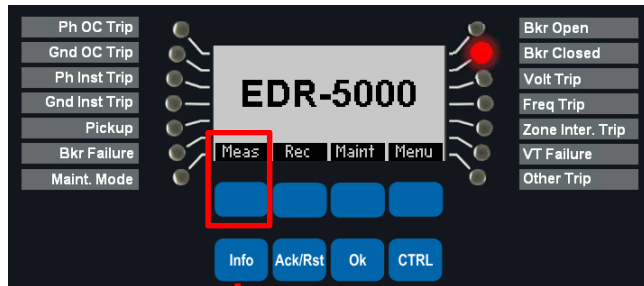 Ph OC Trip
Gnd OC Trip
Ph Inst Trip
Gnd Inst Trip
Pickup
Bkr Failure
Maint. Mode
EDR-5000
Meas Rec Maint Menu
Info Ack/Rst Ok CTRL
Bkr Open
Bkr Closed
Volt Trip
Freq Trip
Zone Inter. Trip
VT Failure
Other Trip